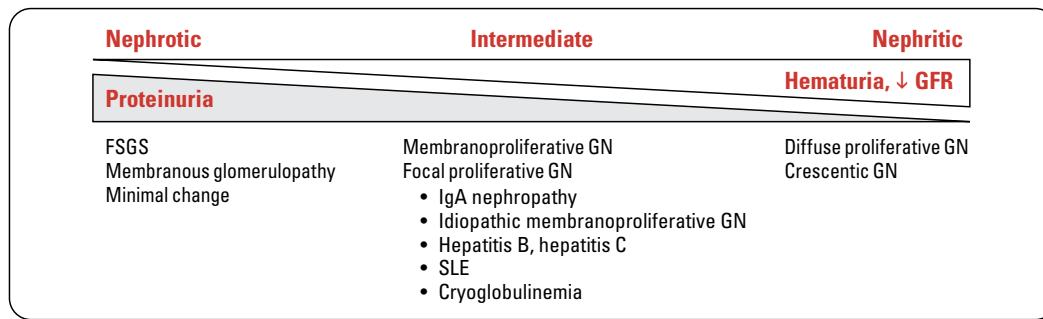 Nephrotic Intermediate Nephritic
Hematuria, ↓ GFR
Proteinuria
FSGS
Membranous glomerulopathy
Minimal change
Membranoproliferative GN
Focal proliferative GN
• IgA nephropathy
• Idiopathic membranoproliferative GN
• Hepatitis B, hepatitis C
• SLE
• Cryoglobulinemia
Diffuse proliferative GN
Crescentic GN